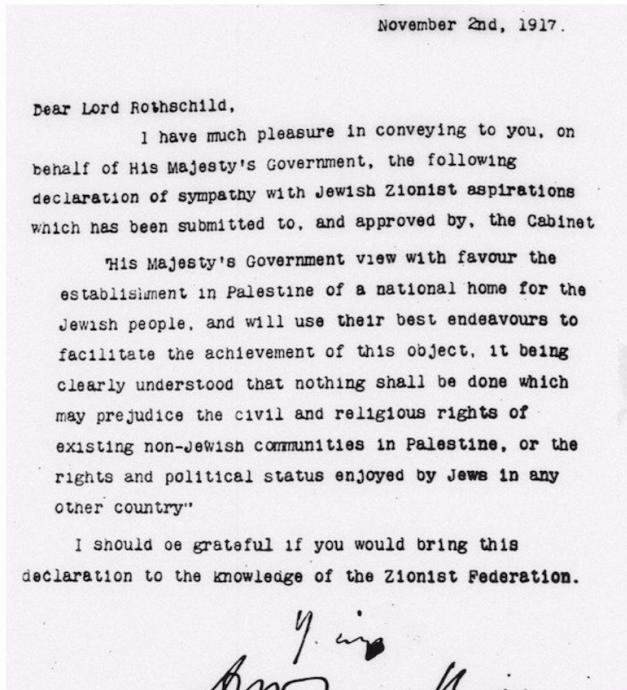 November 2nd, 1917.
Dear Lord Rothschild,
I have much pleasure in conveying to you, on
behalf of His Majesty's Government, the following
declaration of sympathy with Jewish Zionist aspirations
which has been submitted to, and approved by, the Cabinet
"His Majesty's Government view with favour the
establishment in Palestine of a national home for the
Jewish people, and will use their best endeavours to
facilitate the achievement of this object, it being
clearly understood that nothing shall be done which
may prejudice the civil and religious rights of
existing non-Jewish communities in Palestine, or the
rights and political status enjoyed by Jews in any
other country"
I should be grateful if you would bring this
declaration to the knowledge of the Zionist Federation.